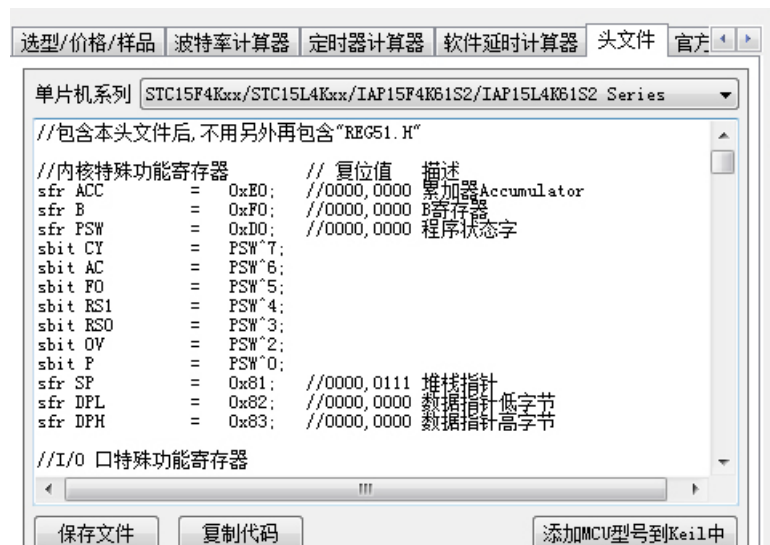 选型/价格/样品 波特率计算器 定时器计算器 软件延时计算器 头文件 官方
单片机系列 STC15F4Kxx/STC15L4Kxx/IAP15F4K61S2/IAP15L4K61S2 Series
//包含本头文件后,不用另外再包含"REG51.H"
//内核特殊功能寄存器 // 复位值 描述
sfr ACC = 0xE0; //0000,0000 累加器Accumulator
sfr B = 0xF0; //0000,0000 B寄存器
sfr PSW = 0xD0; //0000,0000 程序状态字
sbit CY = PSW^7;
sbit AC = PSW^6;
sbit F0 = PSW^5;
sbit RS1 = PSW^4;
sbit RS0 = PSW^3;
sbit OV = PSW^2;
sbit P = PSW^0;
sfr SP = 0x81; //0000,0111 堆栈指针
sfr DPL = 0x82; //0000,0000 数据指针低字节
sfr DPH = 0x83; //0000,0000 数据指针高字节
//I/O 口特殊功能寄存器
保存文件 复制代码 添加MCU型号到Keil中